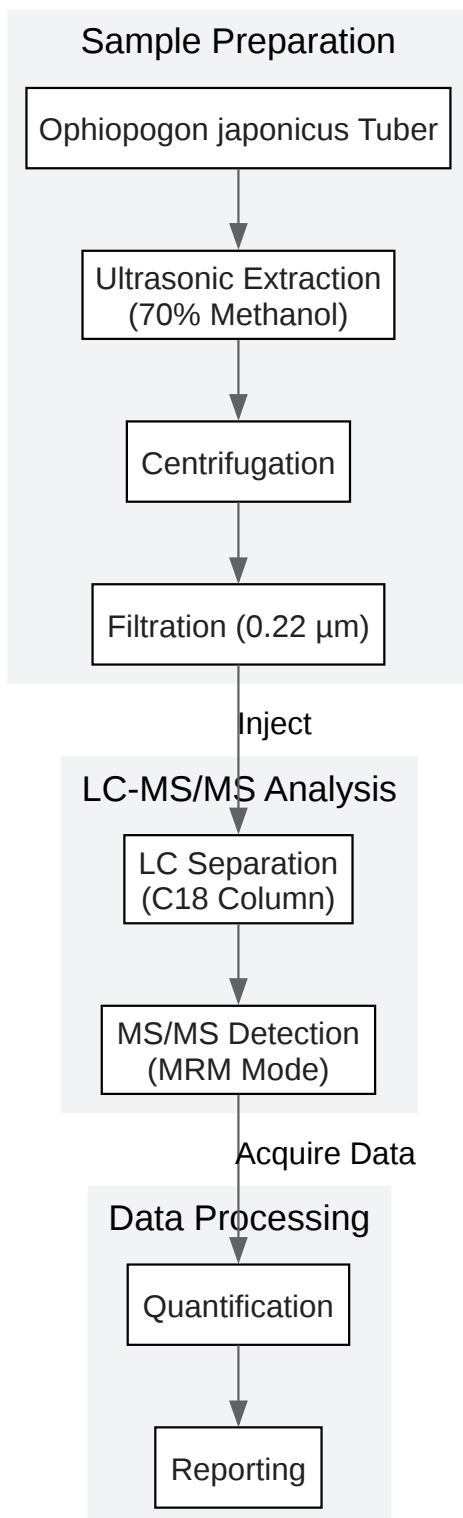 Sample Preparation
Ophiopogon japonicus Tuber
Ultrasonic Extraction
(70% Methanol)
Centrifugation
Filtration (0.22 µm)
Inject
LC-MS/MS Analysis
LC Separation
(C18 Column)
MS/MS Detection
(MRM Mode)
Acquire Data
Data Processing
Quantification
Reporting